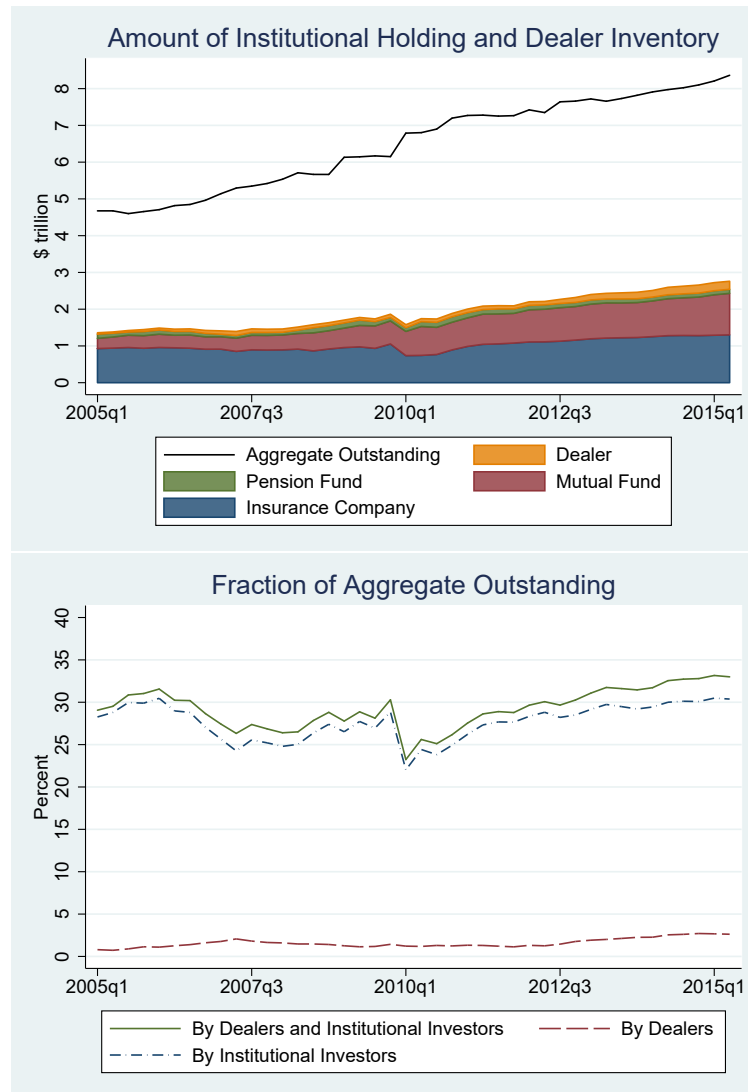 Amount of Institutional Holding and Dealer Inventory
8
7
6
5
4
3
2
1
0
$ trillion
2005q1 2007q3 2010q1 2012q3 2015q1
Aggregate Outstanding Dealer
Pension Fund Mutual Fund
Insurance Company
Fraction of Aggregate Outstanding
40
35
30
25
20
15
10
5
0
Percent
2005q1 2007q3 2010q1 2012q3 2015q1
By Dealers and Institutional Investors By Dealers
By Institutional Investors